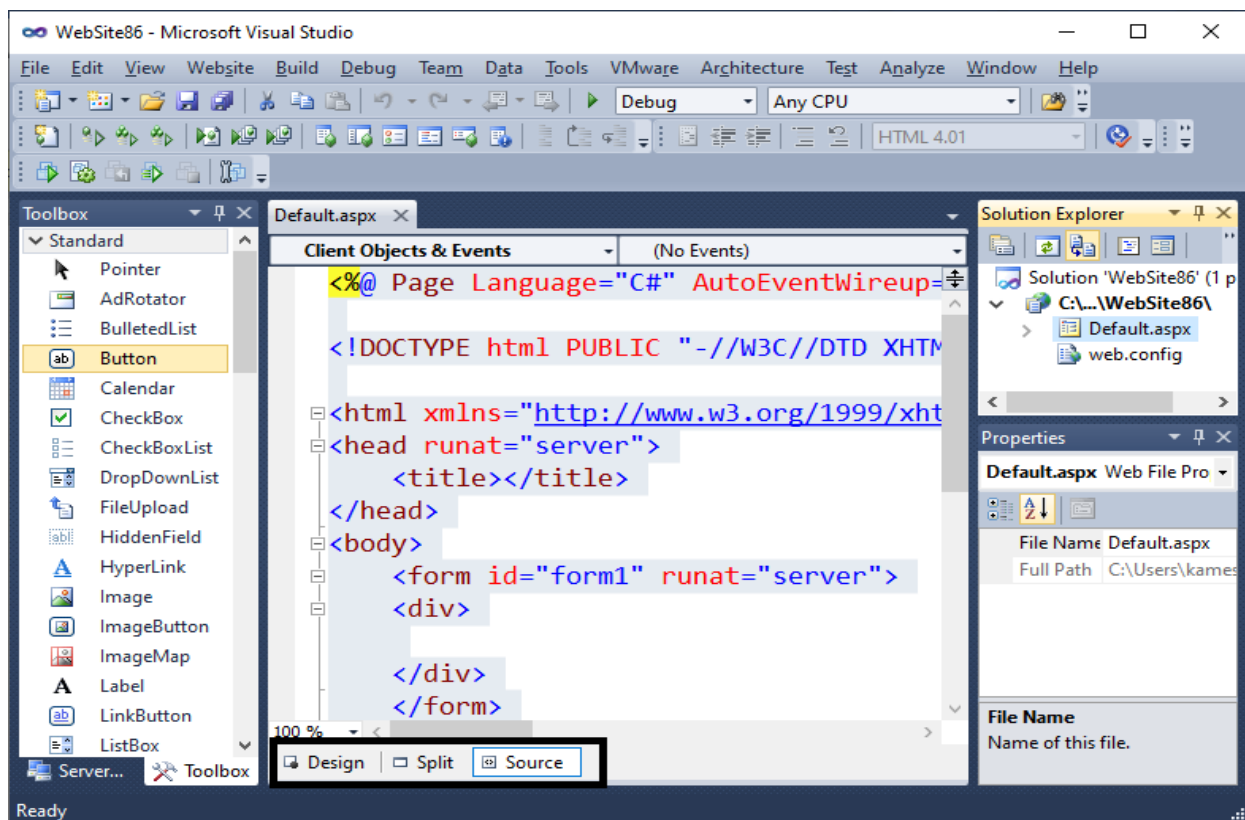 WebSite86 - Microsoft Visual Studio
File Edit View Website Build Debug Team Data Tools VMware Architecture Test Analyze Window Help
Debug Any CPU
HTML 4.01
Toolbox
Standard
Pointer
AdRotator
BulletedList
Button
Calendar
CheckBox
CheckBoxList
DropDownList
FileUpload
HiddenField
HyperLink
Image
ImageButton
ImageMap
Label
LinkButton
ListBox
Server... Toolbox
Default.aspx
Client Objects & Events (No Events)
<%@ Page Language="C#" AutoEventWireup=
<!DOCTYPE html PUBLIC "-//W3C//DTD XHTM
<html xmlns="http://www.w3.org/1999/xht
<head runat="server">
<title></title>
</head>
<body>
<form id="form1" runat="server">
<div>
</div>
</form>
100 %
Design Split Source
Solution Explorer
Solution 'WebSite86' (1 p
C:\...\WebSite86\
Default.aspx
web.config
Properties
Default.aspx Web File Pro
File Name Default.aspx
Full Path C:\Users\kames
File Name
Name of this file.
Ready